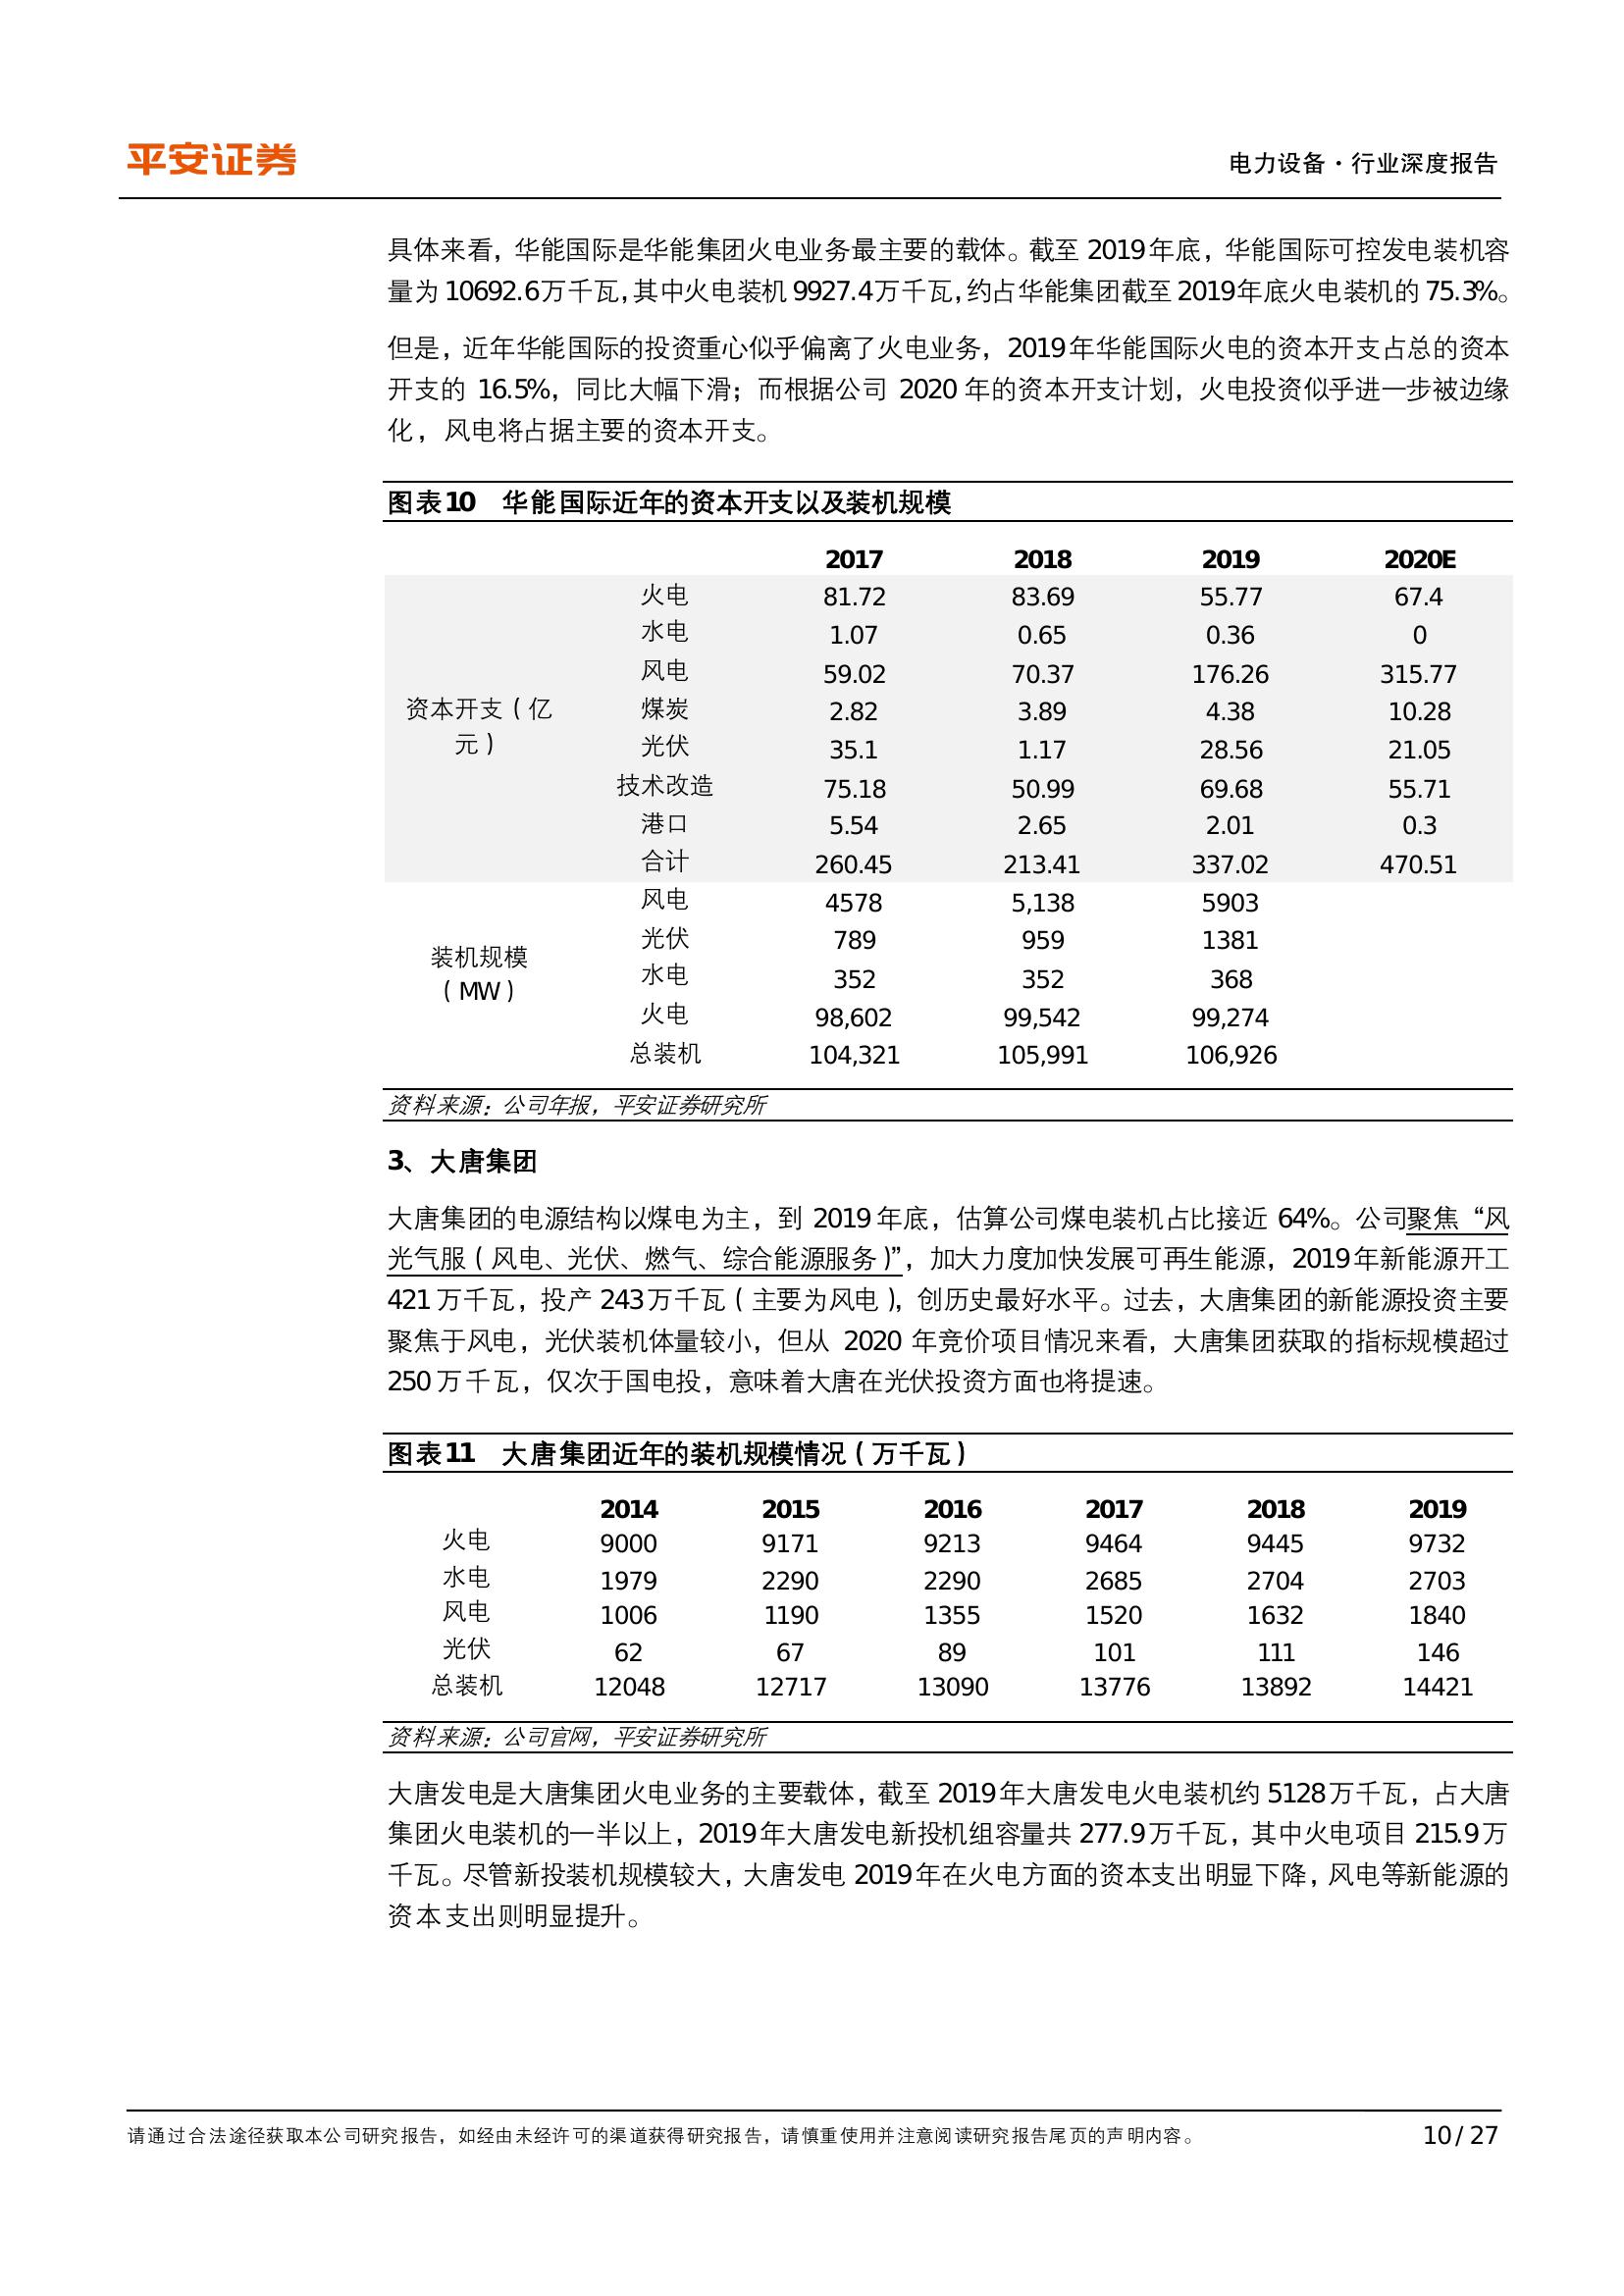 平安证券
电力设备·行业深度报告
具体来看，华能国际是华能集团火电业务最主要的载体。截至 2019 年底，华能国际可控发电装机容
量为 10692.6 万千瓦，其中火电装机 9927.4 万千瓦，约占华能集团截至 2019 年底火电装机的 75.3%。
但是，近年华能国际的投资重心似乎偏离了火电业务，2019 年华能国际火电的资本开支占总的资本
开支的 16.5%，同比大幅下滑；而根据公司 2020 年的资本开支计划，火电投资似乎进一步被边缘
化，风电将占据主要的资本开支。
图表10 华能国际近年的资本开支以及装机规模
2017 2018 2019 2020E
资本开支（亿
元）
火电 81.72 83.69 55.77 67.4
水电 1.07 0.65 0.36 0
风电 59.02 70.37 176.26 315.77
煤炭 2.82 3.89 4.38 10.28
光伏 35.1 1.17 28.56 21.05
技术改造 75.18 50.99 69.68 55.71
港口 5.54 2.65 2.01 0.3
合计 260.45 213.41 337.02 470.51
装机规模
（MW）
风电 4578 5,138 5903
光伏 789 959 1381
水电 352 352 368
火电 98,602 99,542 99,274
总装机 104,321 105,991 106,926
资料来源：公司年报，平安证券研究所
3、大唐集团
大唐集团的电源结构以煤电为主，到 2019 年底，估算公司煤电装机占比接近 64%。公司聚焦“风
光气服（风电、光伏、燃气、综合能源服务）”，加大力度加快发展可再生能源，2019 年新能源开工
421 万千瓦，投产 243 万千瓦（主要为风电），创历史最好水平。过去，大唐集团的新能源投资主要
聚焦于风电，光伏装机体量较小，但从 2020 年竞价项目情况来看，大唐集团获取的指标规模超过
250 万千瓦，仅次于国电投，意味着大唐在光伏投资方面也将提速。
图表11 大唐集团近年的装机规模情况（万千瓦）
2014 2015 2016 2017 2018 2019
火电 9000 9171 9213 9464 9445 9732
水电 1979 2290 2290 2685 2704 2703
风电 1006 1190 1355 1520 1632 1840
光伏 62 67 89 101 111 146
总装机 12048 12717 13090 13776 13892 14421
资料来源：公司官网，平安证券研究所
大唐发电是大唐集团火电业务的主要载体，截至 2019 年大唐发电火电装机约 5128 万千瓦，占大唐
集团火电装机的一半以上，2019 年大唐发电新投机组容量共 277.9 万千瓦，其中火电项目 215.9 万
千瓦。尽管新投装机规模较大，大唐发电 2019 年在火电方面的资本支出明显下降，风电等新能源的
资本支出则明显提升。
请通过合法途径获取本公司研究报告，如经由未经许可的渠道获得研究报告，请慎重使用并注意阅读研究报告尾页的声明内容。
10 / 27